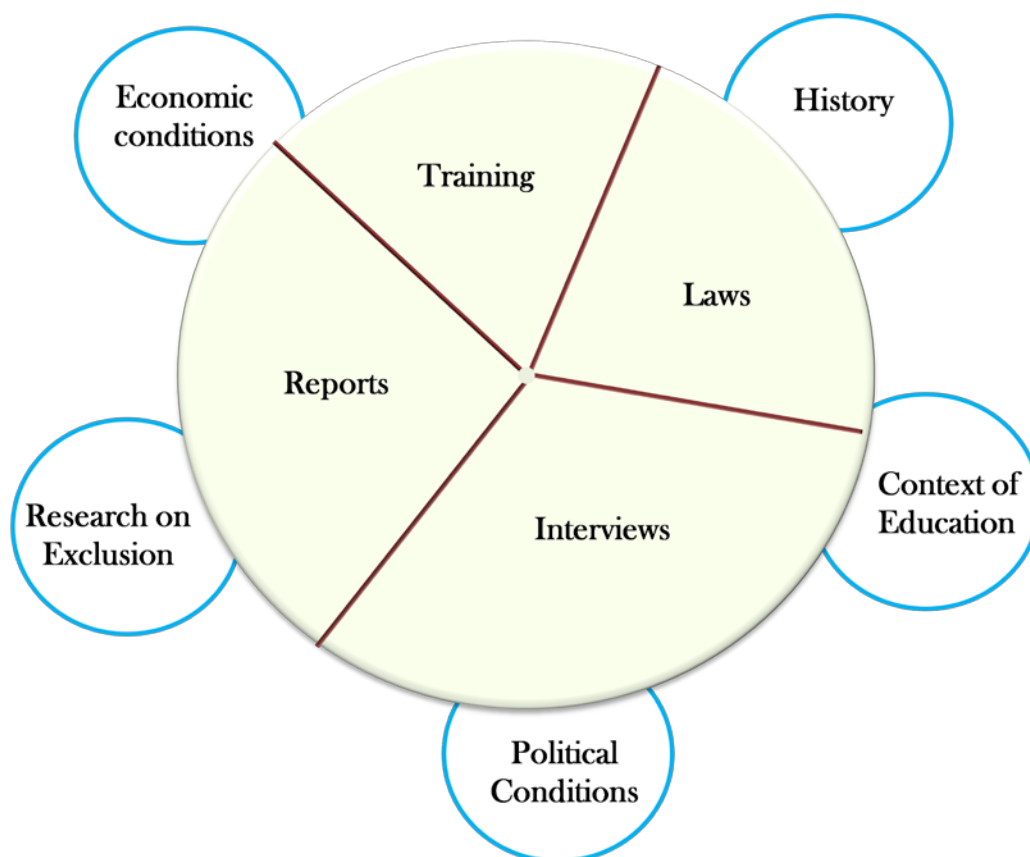 Economic
conditions
History
Training
Laws
Reports
Research on
Exclusion
Interviews
Context of
Education
Political
Conditions